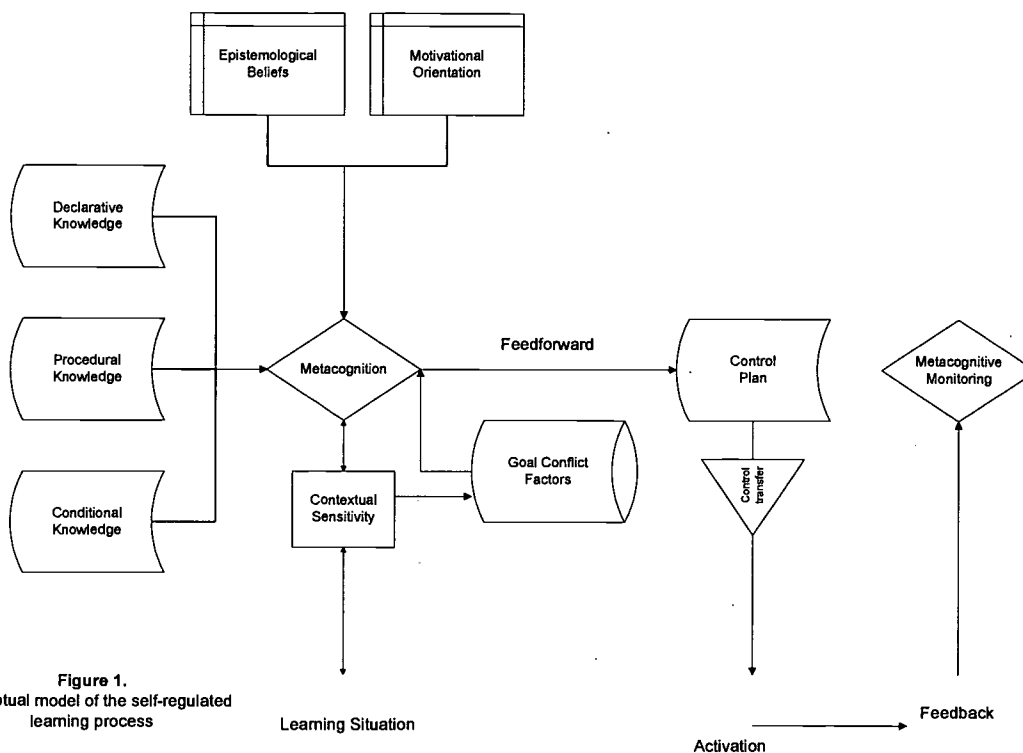 Epistemological
Beliefs
Motivational
Orientation
Declarative
Knowledge
Procedural
Knowledge
Metacognition
Feedforward
Control
Plan
Metacognitive
Monitoring
Conditional
Knowledge
Contextual
Sensitivity
Goal Conflict
Factors
Control
transfer
Figure 1.
ptual model of the self-regulated
learning process
Learning Situation
Activation
Feedback